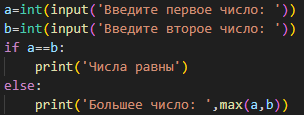 a=int(input('Введите первое число: '))
b=int(input('Введите второе число: '))
if a==b:
    print('Числа равны')
else:
    print('Большее число: ',max(a,b))